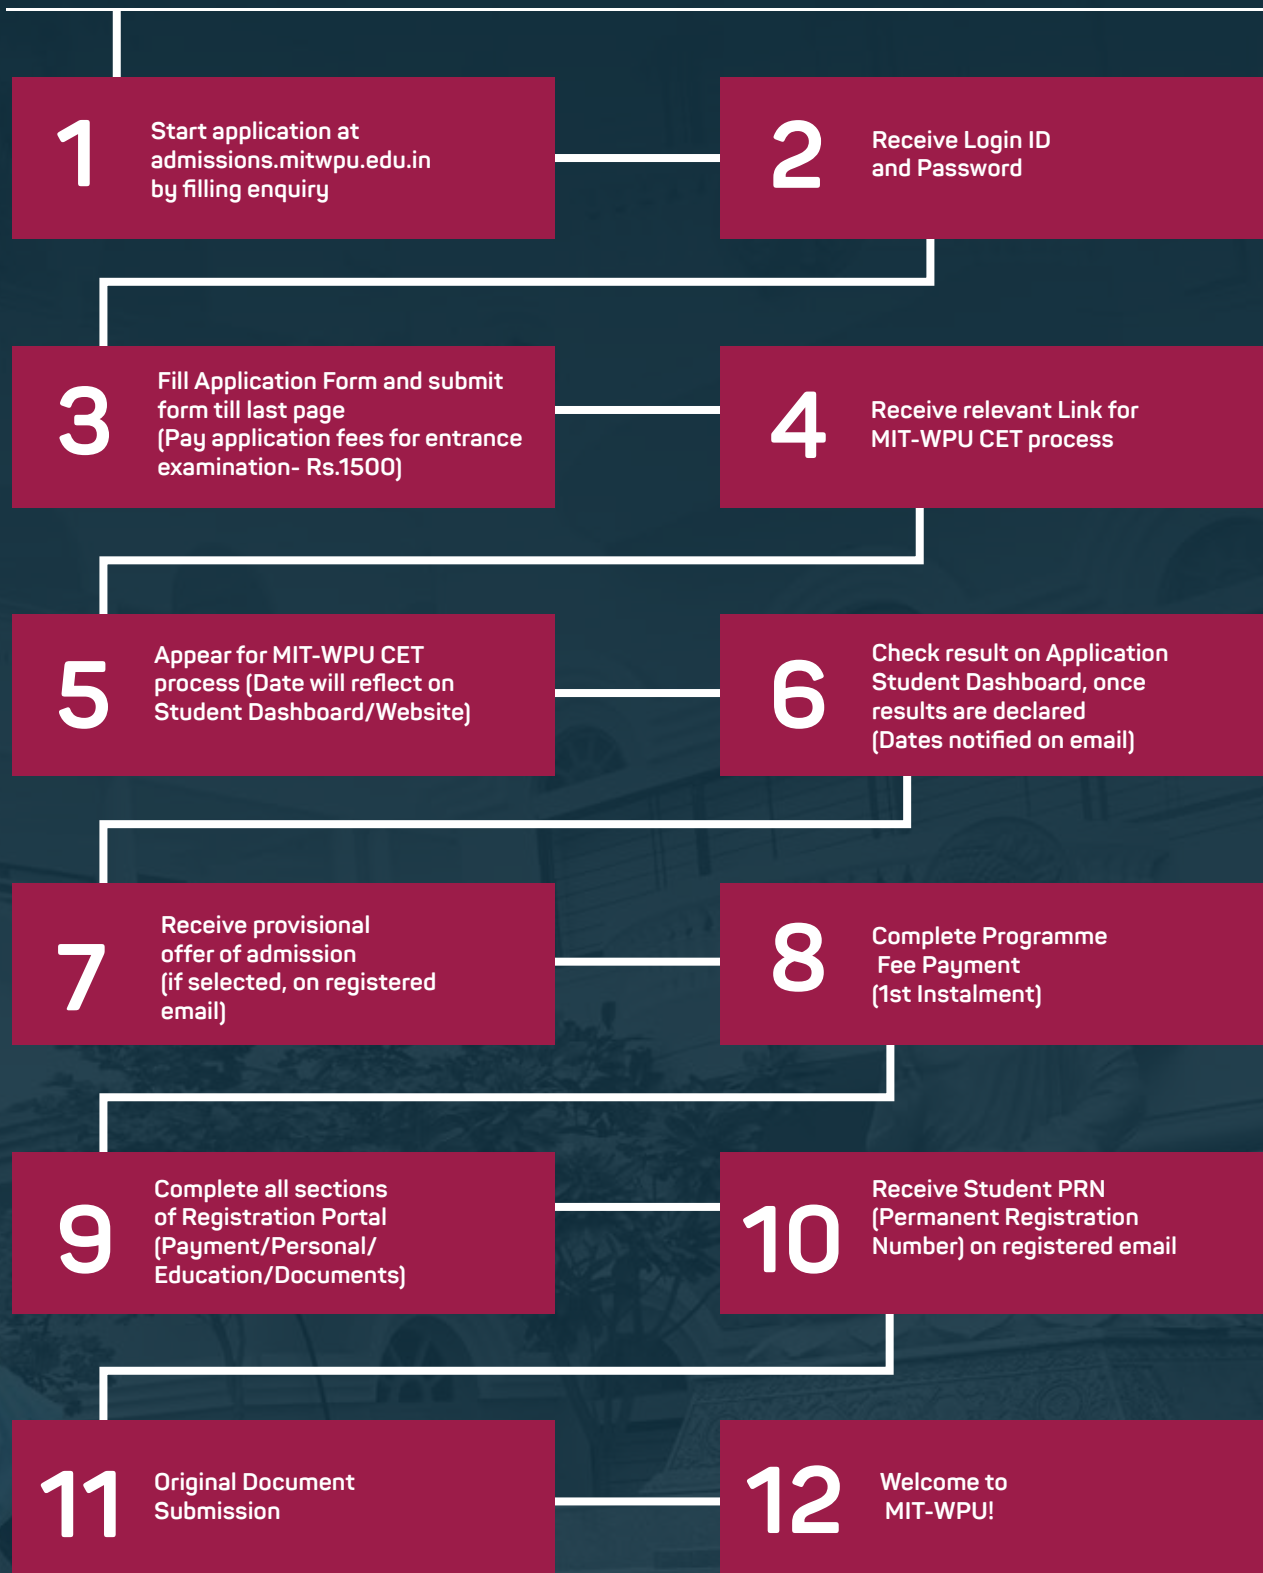 1
Start application at
admissions.mitwpu.edu.in
by filling enquiry
2
Receive Login ID
and Password
3
Fill Application Form and submit
form till last page
(Pay application fees for entrance
examination- Rs.1500)
4
Receive relevant Link for
MIT-WPU CET process
5
Appear for MIT-WPU CET
process (Date will reflect on
Student Dashboard/Website)
6
Check result on Application
Student Dashboard, once
results are declared
(Dates notified on email)
7
Receive provisional
offer of admission
(if selected, on registered
email)
8
Complete Programme
Fee Payment
(1st Instalment)
9
Complete all sections
of Registration Portal
(Payment/Personal/
Education/Documents)
10
Receive Student PRN
(Permanent Registration
Number) on registered email
11
Original Document
Submission
12
Welcome to
MIT-WPU!